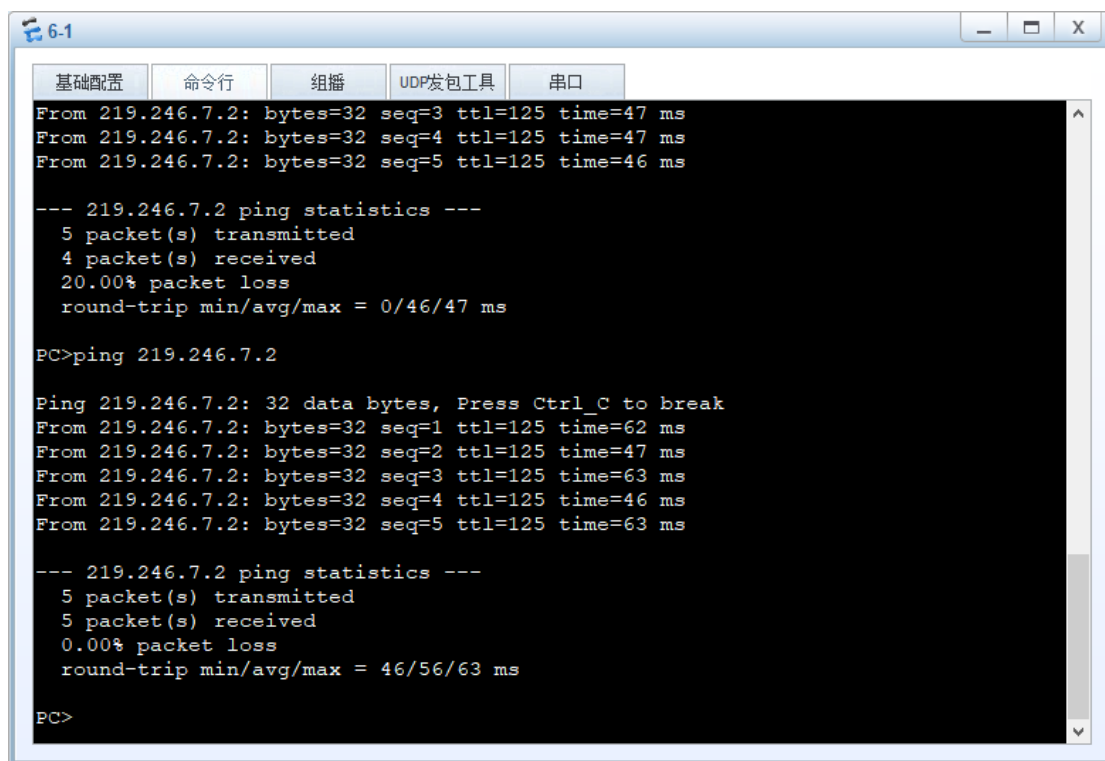 6-1
基础配置 命令行 组播 UDP发包工具 串口
From 219.246.7.2: bytes=32 seq=3 ttl=125 time=47 ms
From 219.246.7.2: bytes=32 seq=4 ttl=125 time=47 ms
From 219.246.7.2: bytes=32 seq=5 ttl=125 time=46 ms
--- 219.246.7.2 ping statistics ---
5 packet(s) transmitted
4 packet(s) received
20.00% packet loss
round-trip min/avg/max = 0/46/47 ms
PC>ping 219.246.7.2
Ping 219.246.7.2: 32 data bytes, Press Ctrl_C to break
From 219.246.7.2: bytes=32 seq=1 ttl=125 time=62 ms
From 219.246.7.2: bytes=32 seq=2 ttl=125 time=47 ms
From 219.246.7.2: bytes=32 seq=3 ttl=125 time=63 ms
From 219.246.7.2: bytes=32 seq=4 ttl=125 time=46 ms
From 219.246.7.2: bytes=32 seq=5 ttl=125 time=63 ms
--- 219.246.7.2 ping statistics ---
5 packet(s) transmitted
5 packet(s) received
0.00% packet loss
round-trip min/avg/max = 46/56/63 ms
PC>